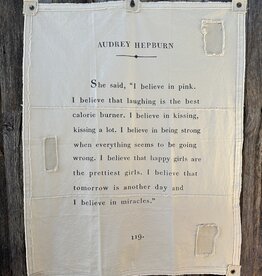 AUDREY HEPBURN
She said, "I believe in pink.
I believe that laughing is the best
calorie burner. I believe in kissing,
kissing a lot. I believe in being strong
when everything seems to be going
wrong. I believe that happy girls are
the prettiest girls. I believe that
tomorrow is another day and
I believe in miracles."
119.